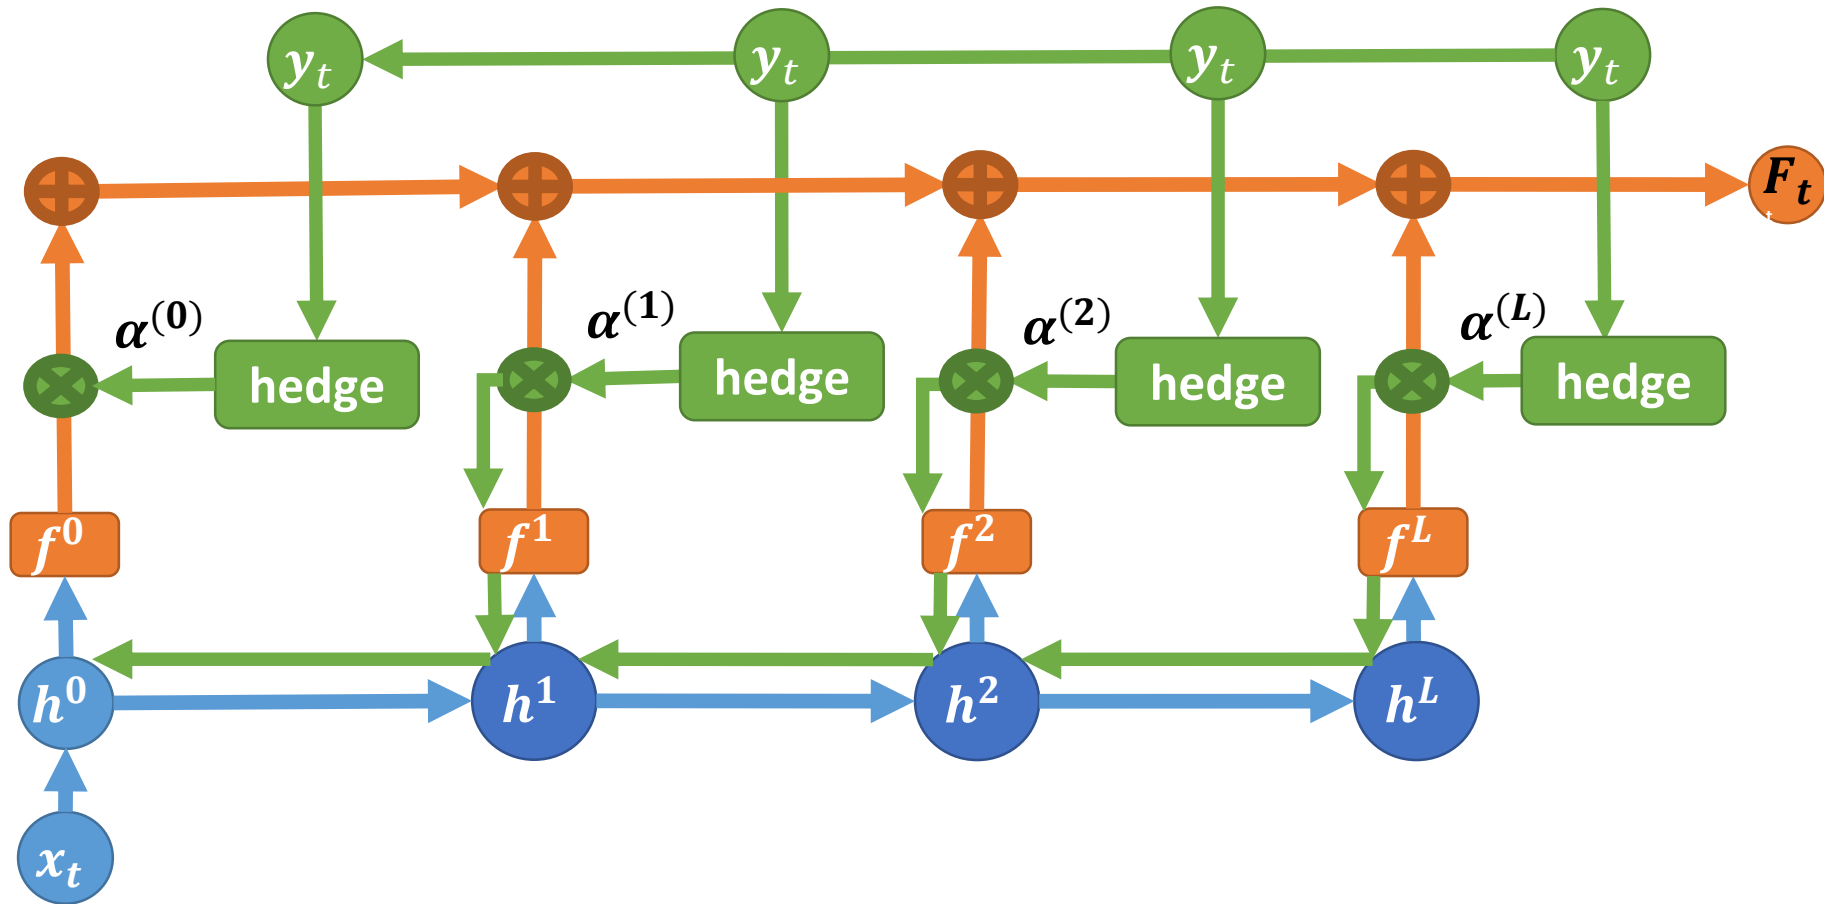 y_t y_t y_t y_t
F_t
t
α^(0) α^(1) α^(2) α^(L)
hedge hedge hedge hedge
f^0 f^1 f^2 f^L
h^0 h^1 h^2 h^L
x_t